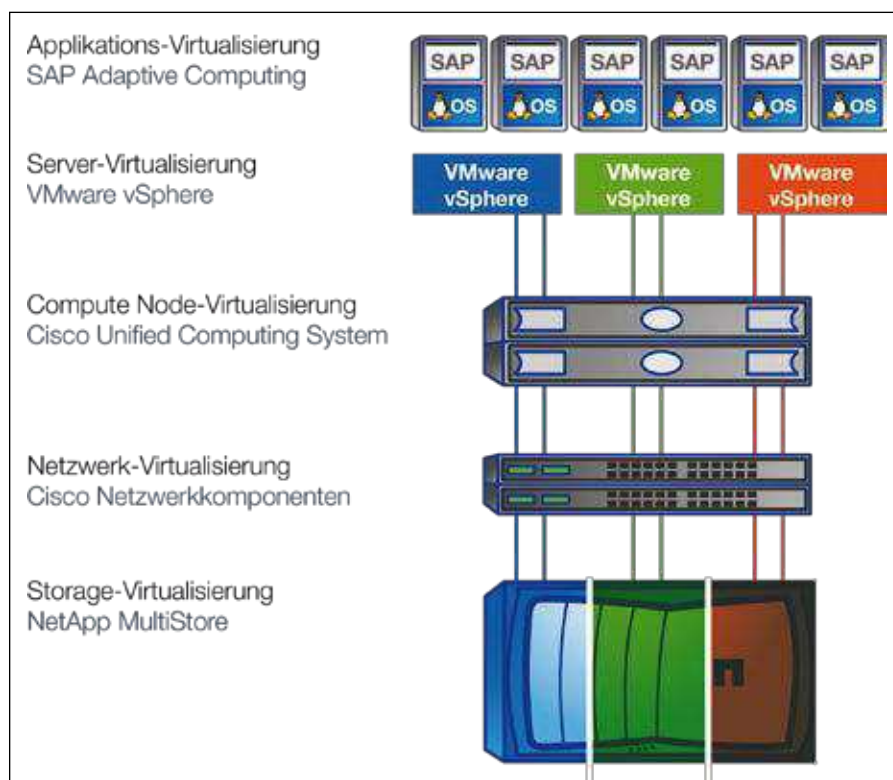 Applikations-Virtualisierung
SAP Adaptive Computing
SAP SAP SAP SAP SAP SAP
OS OS OS OS OS OS
Server-Virtualisierung
VMware vSphere
VMware vSphere
VMware vSphere
VMware vSphere
Compute Node-Virtualisierung
Cisco Unified Computing System
Netzwerk-Virtualisierung
Cisco Netzwerkkomponenten
Storage-Virtualisierung
NetApp MultiStore